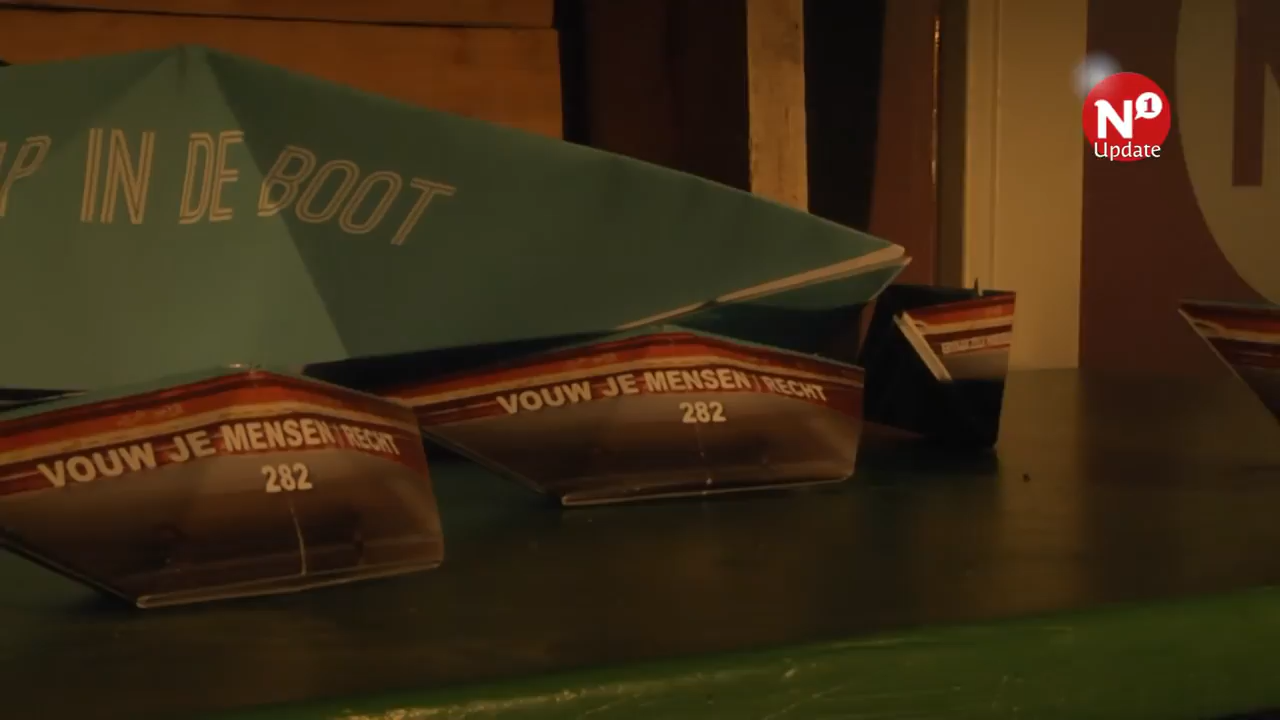 N1
Update
P IN DE BOOT
VOUW JE MENSEN | RECHT
282
VOUW JE MENSEN | RECHT
282